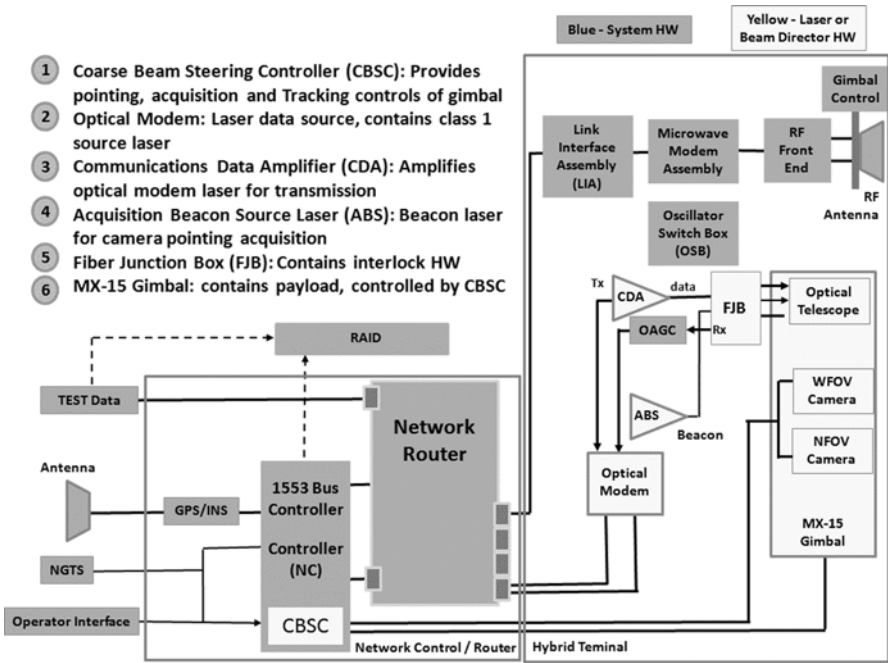 Blue - System HW
Yellow - Laser or
Beam Director HW
1 Coarse Beam Steering Controller (CBSC): Provides
pointing, acquisition and Tracking controls of gimbal
2 Optical Modem: Laser data source, contains class 1
source laser
3 Communications Data Amplifier (CDA): Amplifies
optical modem laser for transmission
4 Acquisition Beacon Source Laser (ABS): Beacon laser
for camera pointing acquisition
5 Fiber Junction Box (FJB): Contains interlock HW
6 MX-15 Gimbal: contains payload, controlled by CBSC
Gimbal
Control
Link
Interface
Assembly
(LIA)
Microwave
Modem
Assembly
RF
Front
End
RF
Antenna
Oscillator
Switch Box
(OSB)
Tx
CDA
data
FJB
Optical
Telescope
OAGC
Rx
RAID
TEST Data
ABS
Beacon
WFOV
Camera
NFOV
Camera
Network
Router
Antenna
GPS/INS
1553 Bus
Controller
Optical
Modem
MX-15
Gimbal
NGTS
Controller
(NC)
Operator Interface
CBSC
Network Control / Router
Hybrid Teminal